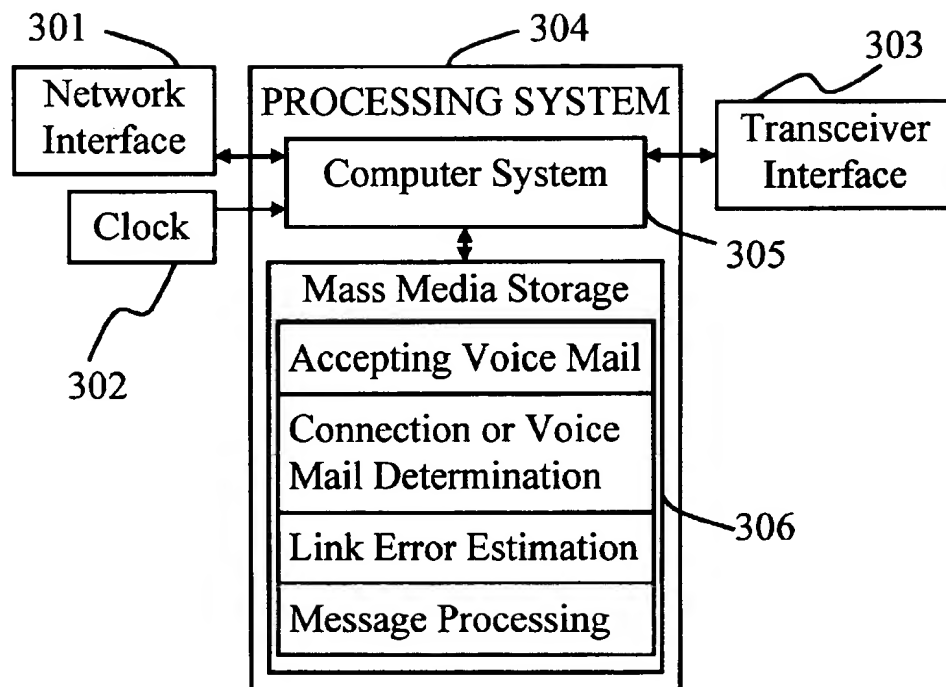 301
304
303
Network
Interface
PROCESSING SYSTEM
Transceiver
Interface
Computer System
Clock
305
302
Mass Media Storage
Accepting Voice Mail
Connection or Voice
Mail Determination
306
Link Error Estimation
Message Processing